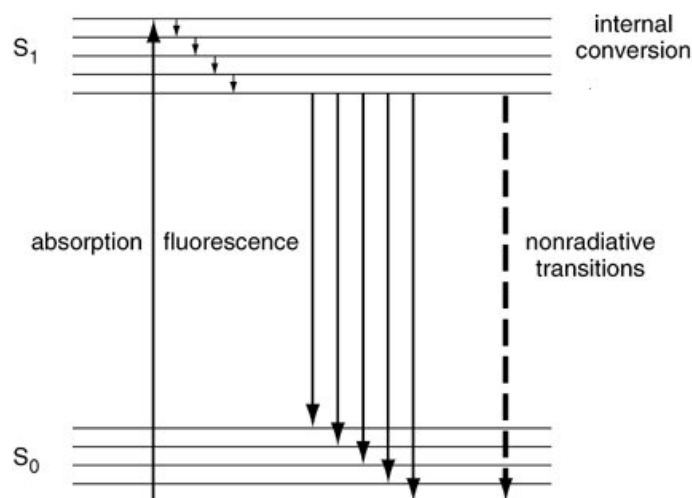 internal
conversion
S1
absorption
fluorescence
nonradiative
transitions
S0